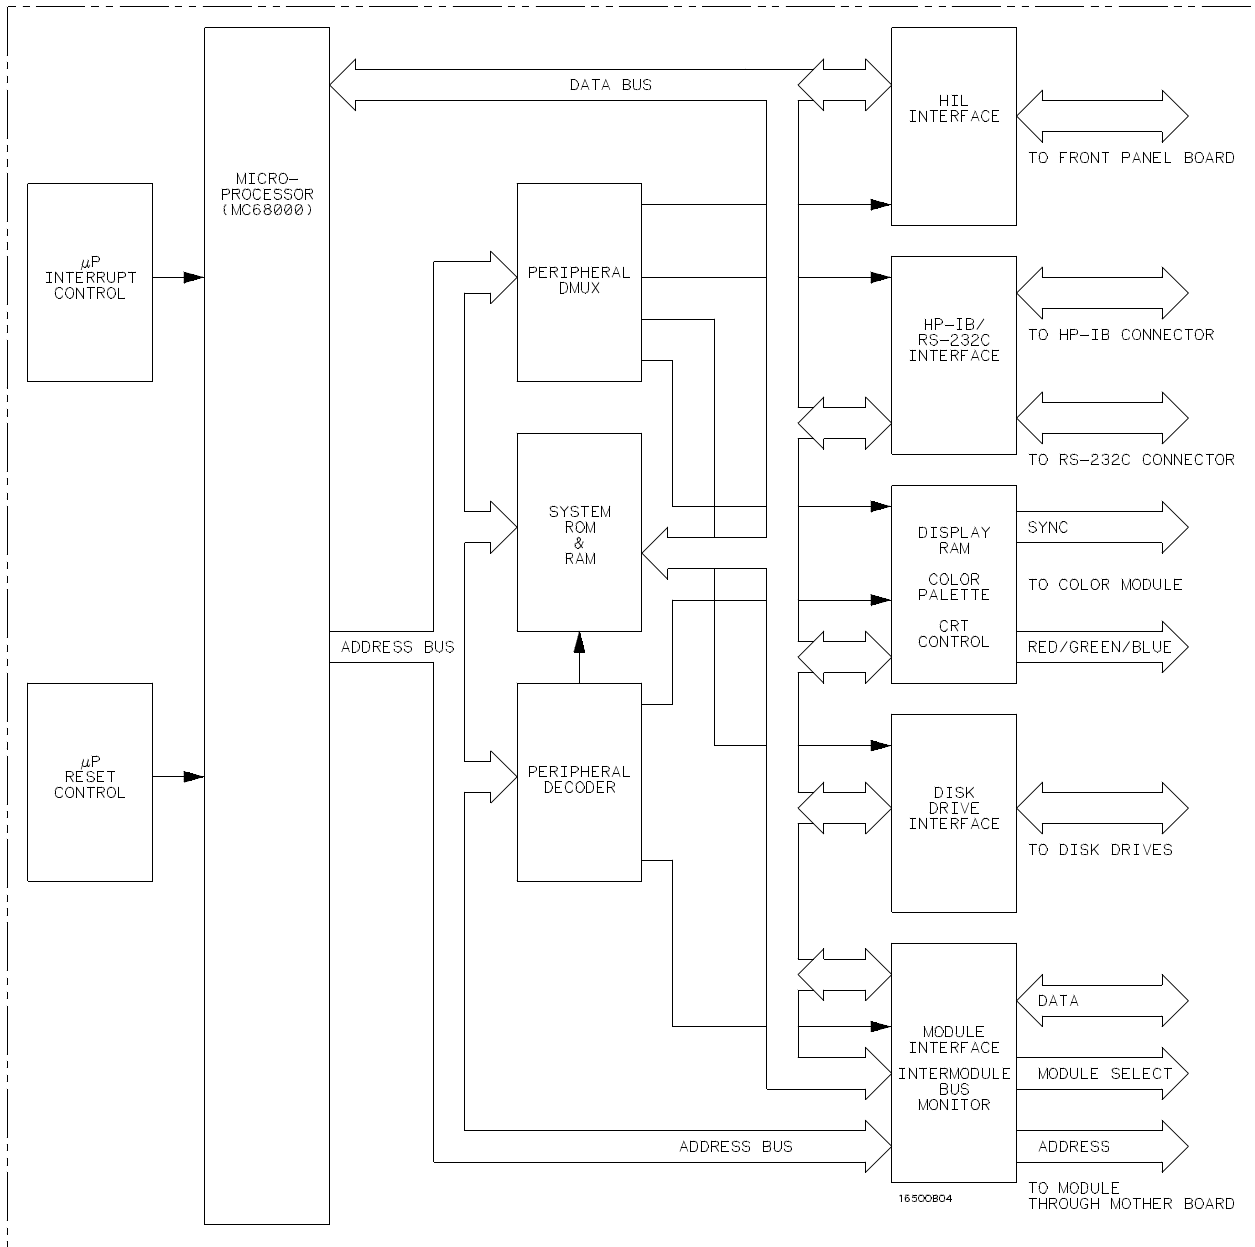 DATA BUS
HIL
INTERFACE
TO FRONT PANEL BOARD
MICRO-
PROCESSOR
(MC68000)
μP
INTERRUPT
CONTROL
PERIPHERAL
DMUX
HP-IB/
RS-232C
INTERFACE
TO HP-IB CONNECTOR
TO RS-232C CONNECTOR
SYSTEM
ROM
&
RAM
DISPLAY
RAM
COLOR
PALETTE
CRT
CONTROL
SYNC
TO COLOR MODULE
RED/GREEN/BLUE
ADDRESS BUS
μP
RESET
CONTROL
PERIPHERAL
DECODER
DISK
DRIVE
INTERFACE
TO DISK DRIVES
MODULE
INTERFACE
INTERMODULE
BUS
MONITOR
DATA
MODULE SELECT
ADDRESS BUS
ADDRESS
16500B04
TO MODULE
THROUGH MOTHER BOARD